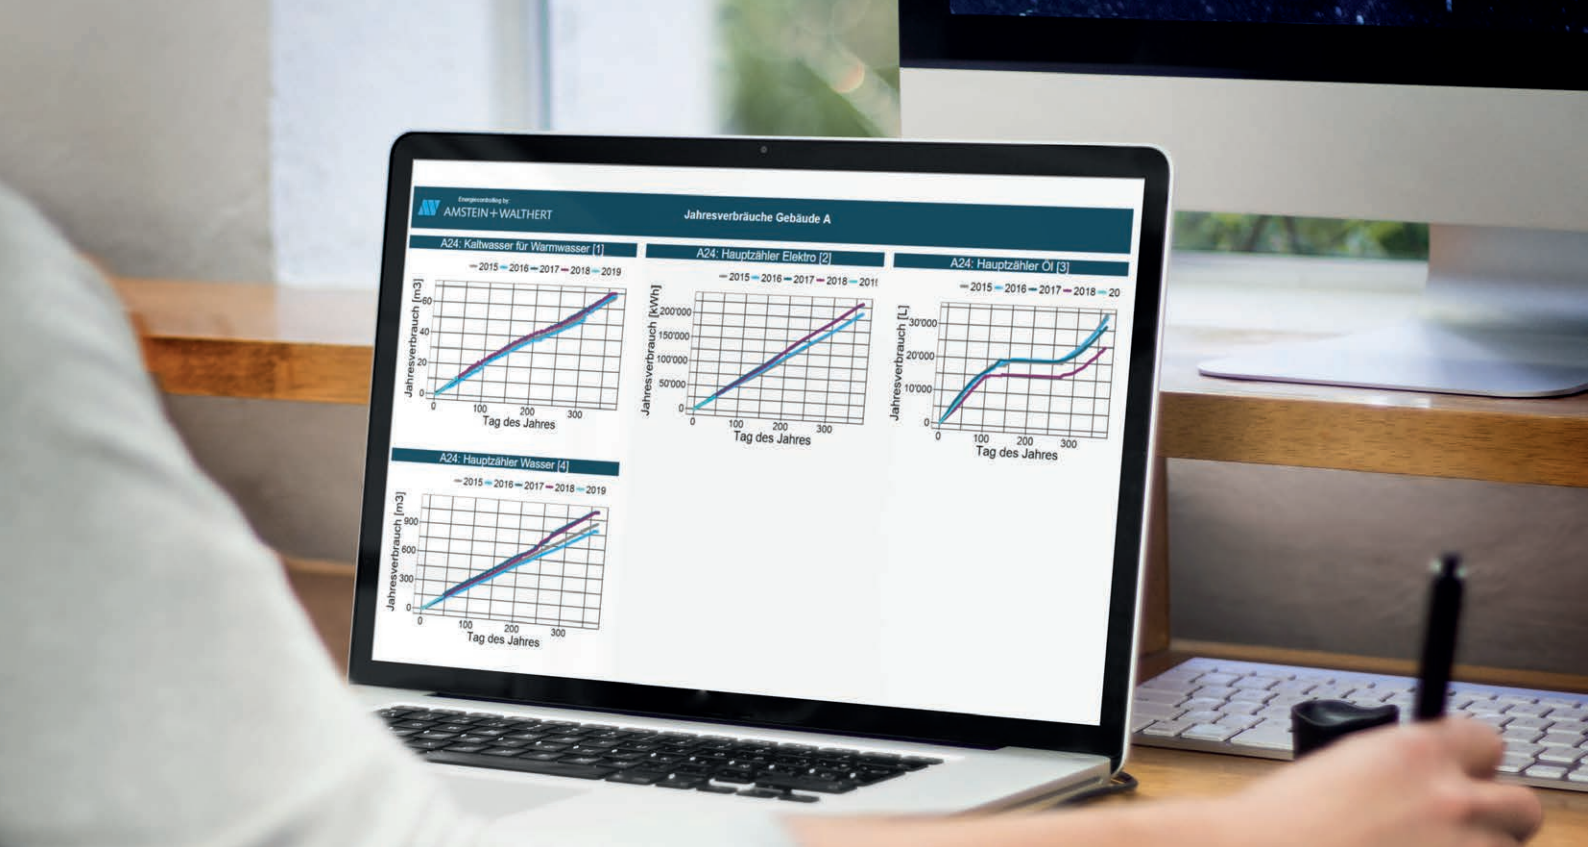 Energiecontrolling by
AMSTEIN+WALTHERT
Jahresverbräuche Gebäude A
A24: Kaltwasser für Warmwasser [1]
2015 2016 2017 2018 2019
Jahresverbrauch [m3]
60
40
20
0
0 100 200 300
Tag des Jahres
A24: Hauptzähler Elektro [2]
2015 2016 2017 2018 201
Jahresverbrauch [kWh]
200'000
150'000
100'000
50'000
0
0 100 200 300
Tag des Jahres
A24: Hauptzähler Öl [3]
2015 2016 2017 2018 20
Jahresverbrauch [L]
30'000
20'000
10'000
0
0 100 200 300
Tag des Jahres
A24: Hauptzähler Wasser [4]
2015 2016 2017 2018 2019
Jahresverbrauch [m3]
900
600
300
0
0 100 200 300
Tag des Jahres